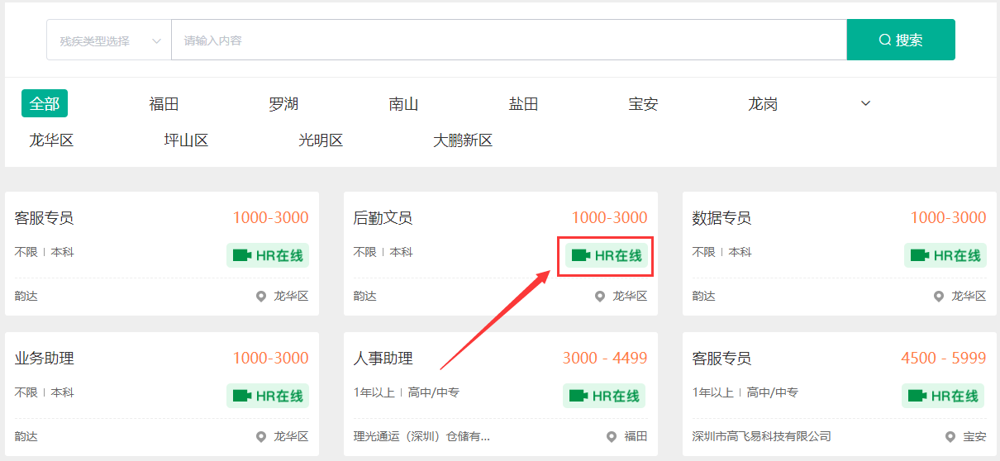 残疾类型选择 请输入内容 搜索
全部 福田 罗湖 南山 盐田 宝安 龙岗
龙华区 坪山区 光明区 大鹏新区
客服专员 1000-3000
不限 本科 HR在线
韵达 龙华区
后勤文员 1000-3000
不限 本科 HR在线
韵达 龙华区
数据专员 1000-3000
不限 本科 HR在线
韵达 龙华区
业务助理 1000-3000
不限 本科 HR在线
韵达 龙华区
人事助理 3000 - 4499
1年以上 高中/中专 HR在线
理光通运（深圳）仓储有... 福田
客服专员 4500 - 5999
1年以上 高中/中专 HR在线
深圳市高飞易科技有限公司 宝安